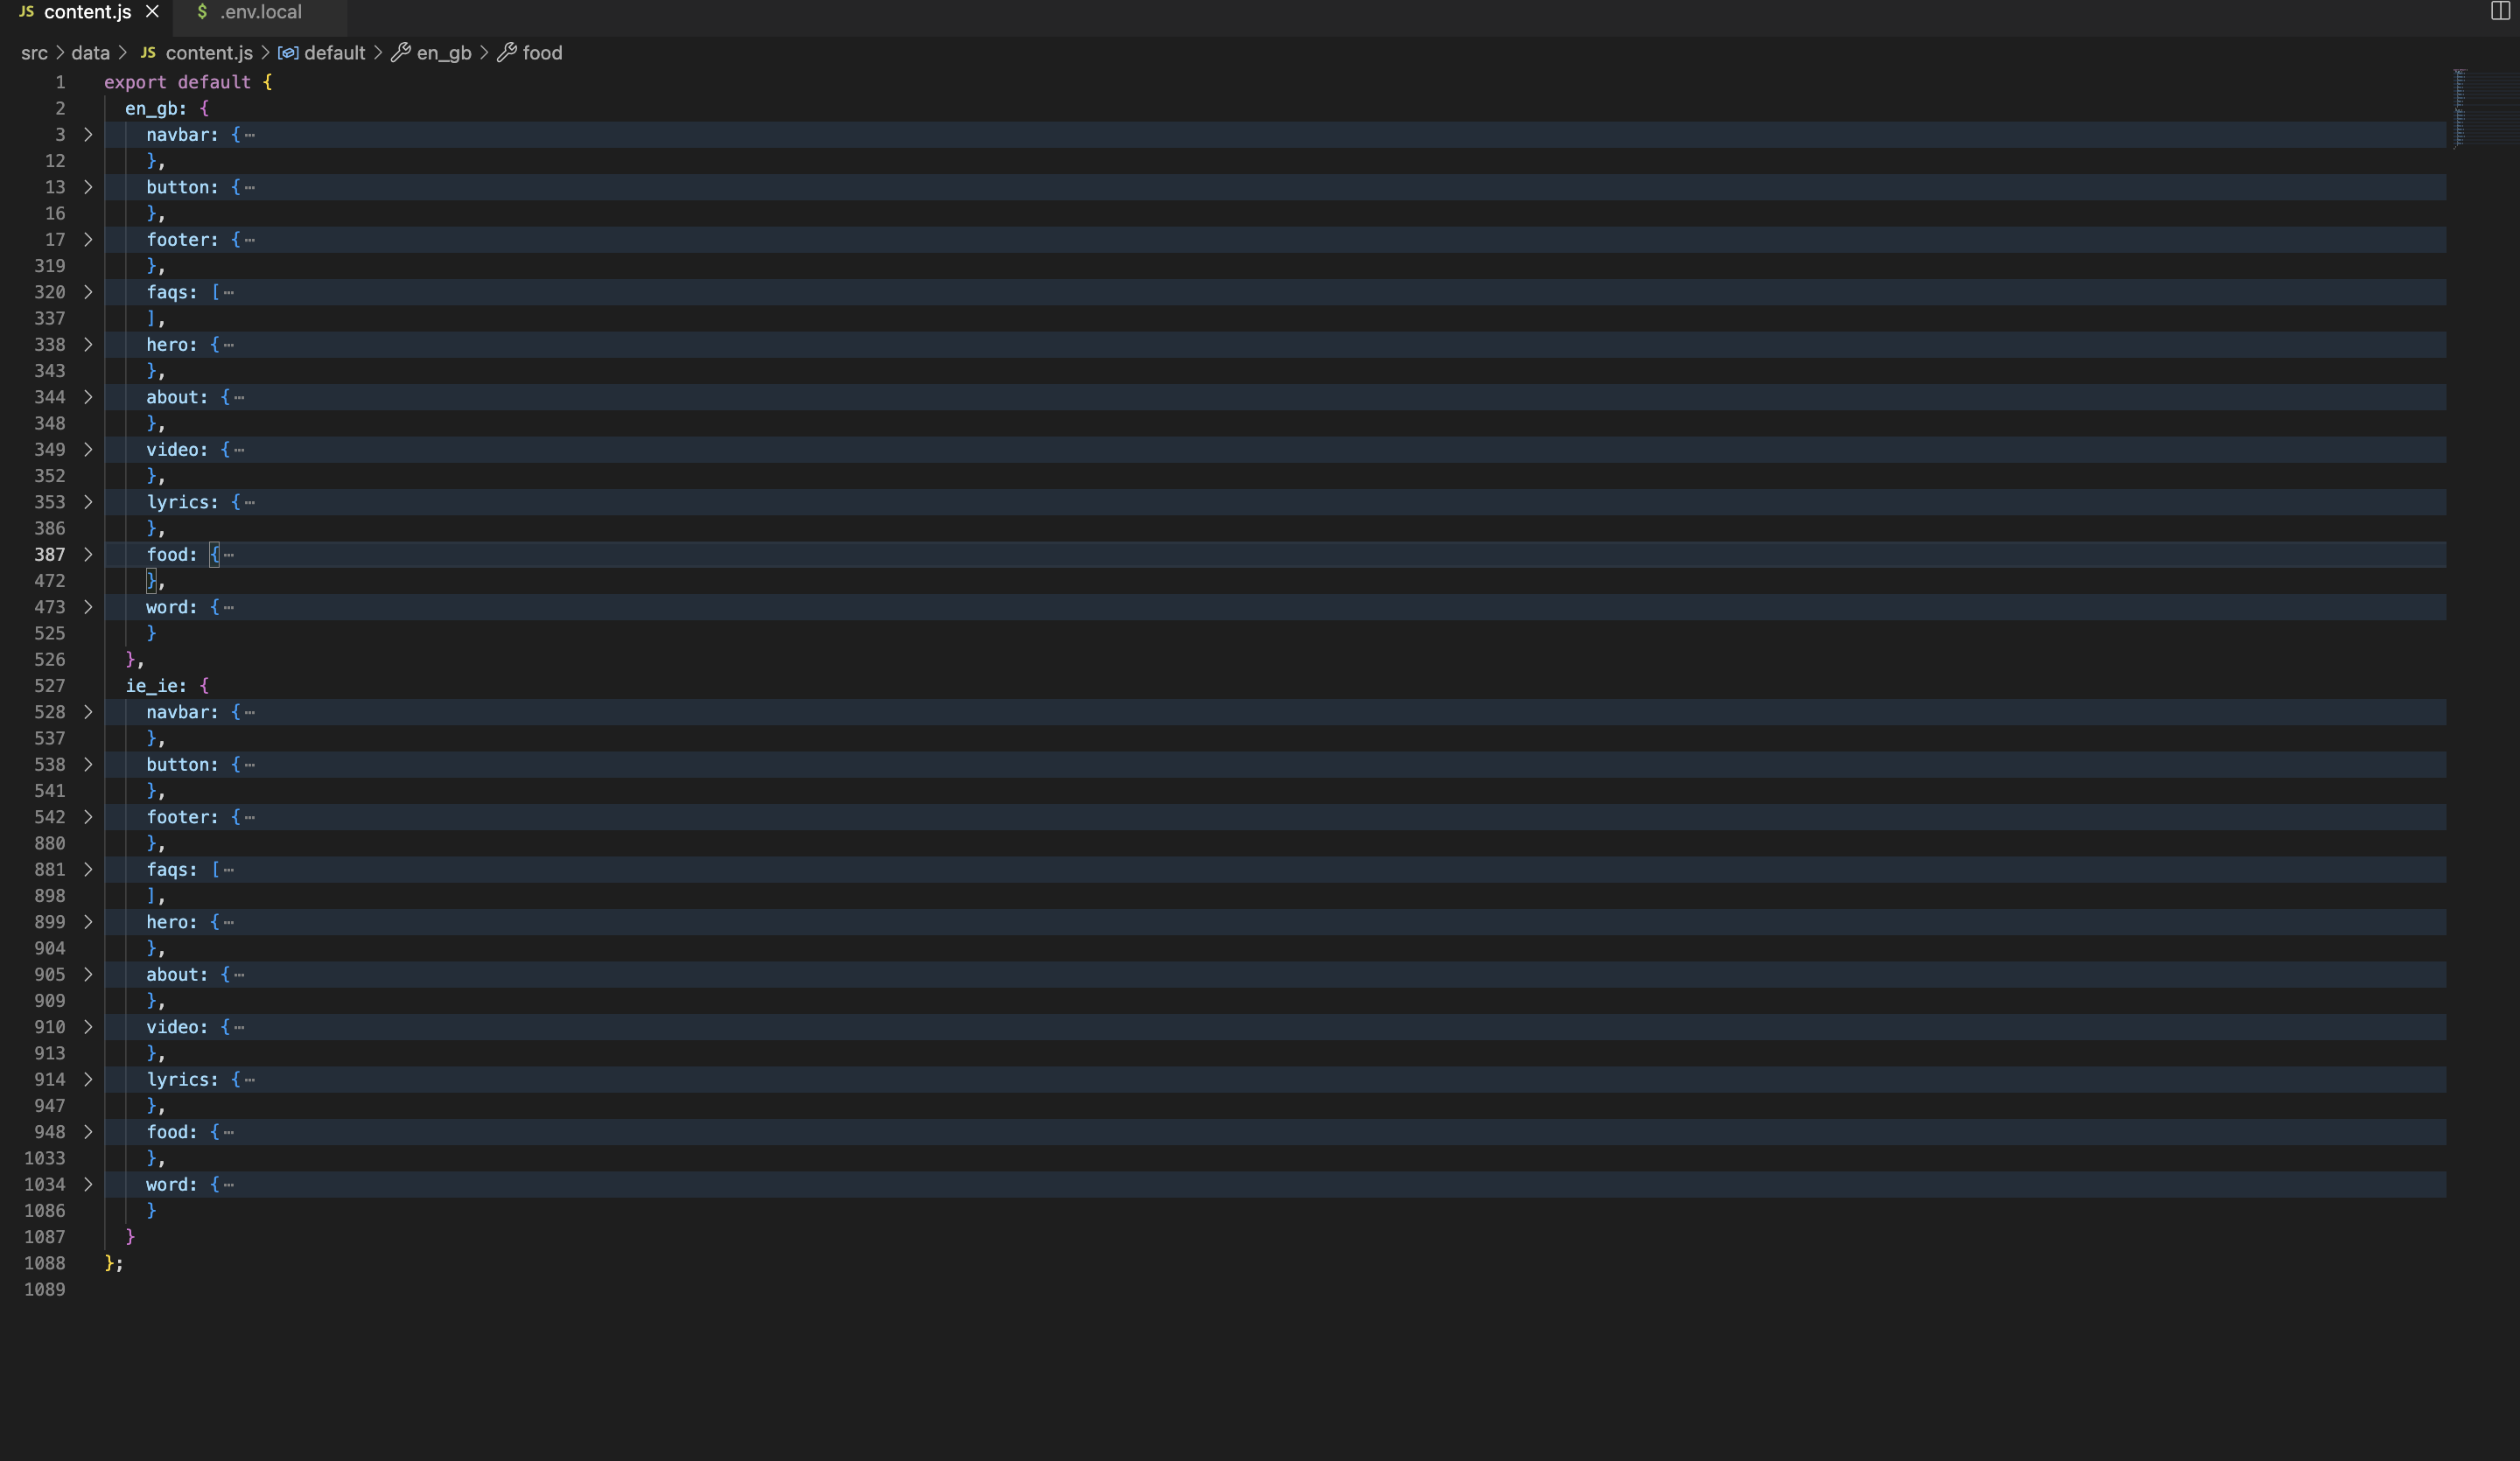 JS content.js × $ .env.local
src > data > JS content.js > default > en_gb > food
1 export default {
2 en_gb: {
3 > navbar: {⋯
12 },
13 > button: {⋯
16 },
17 > footer: {⋯
319 },
320 > faqs: [⋯
337 ],
338 > hero: {⋯
343 },
344 > about: {⋯
348 },
349 > video: {⋯
352 },
353 > lyrics: {⋯
386 },
387 > food: {⋯
472 },
473 > word: {⋯
525 }
526 },
527 ie_ie: {
528 > navbar: {⋯
537 },
538 > button: {⋯
541 },
542 > footer: {⋯
880 },
881 > faqs: [⋯
898 ],
899 > hero: {⋯
904 },
905 > about: {⋯
909 },
910 > video: {⋯
913 },
914 > lyrics: {⋯
947 },
948 > food: {⋯
1033 },
1034 > word: {⋯
1086 }
1087 }
1088 };
1089